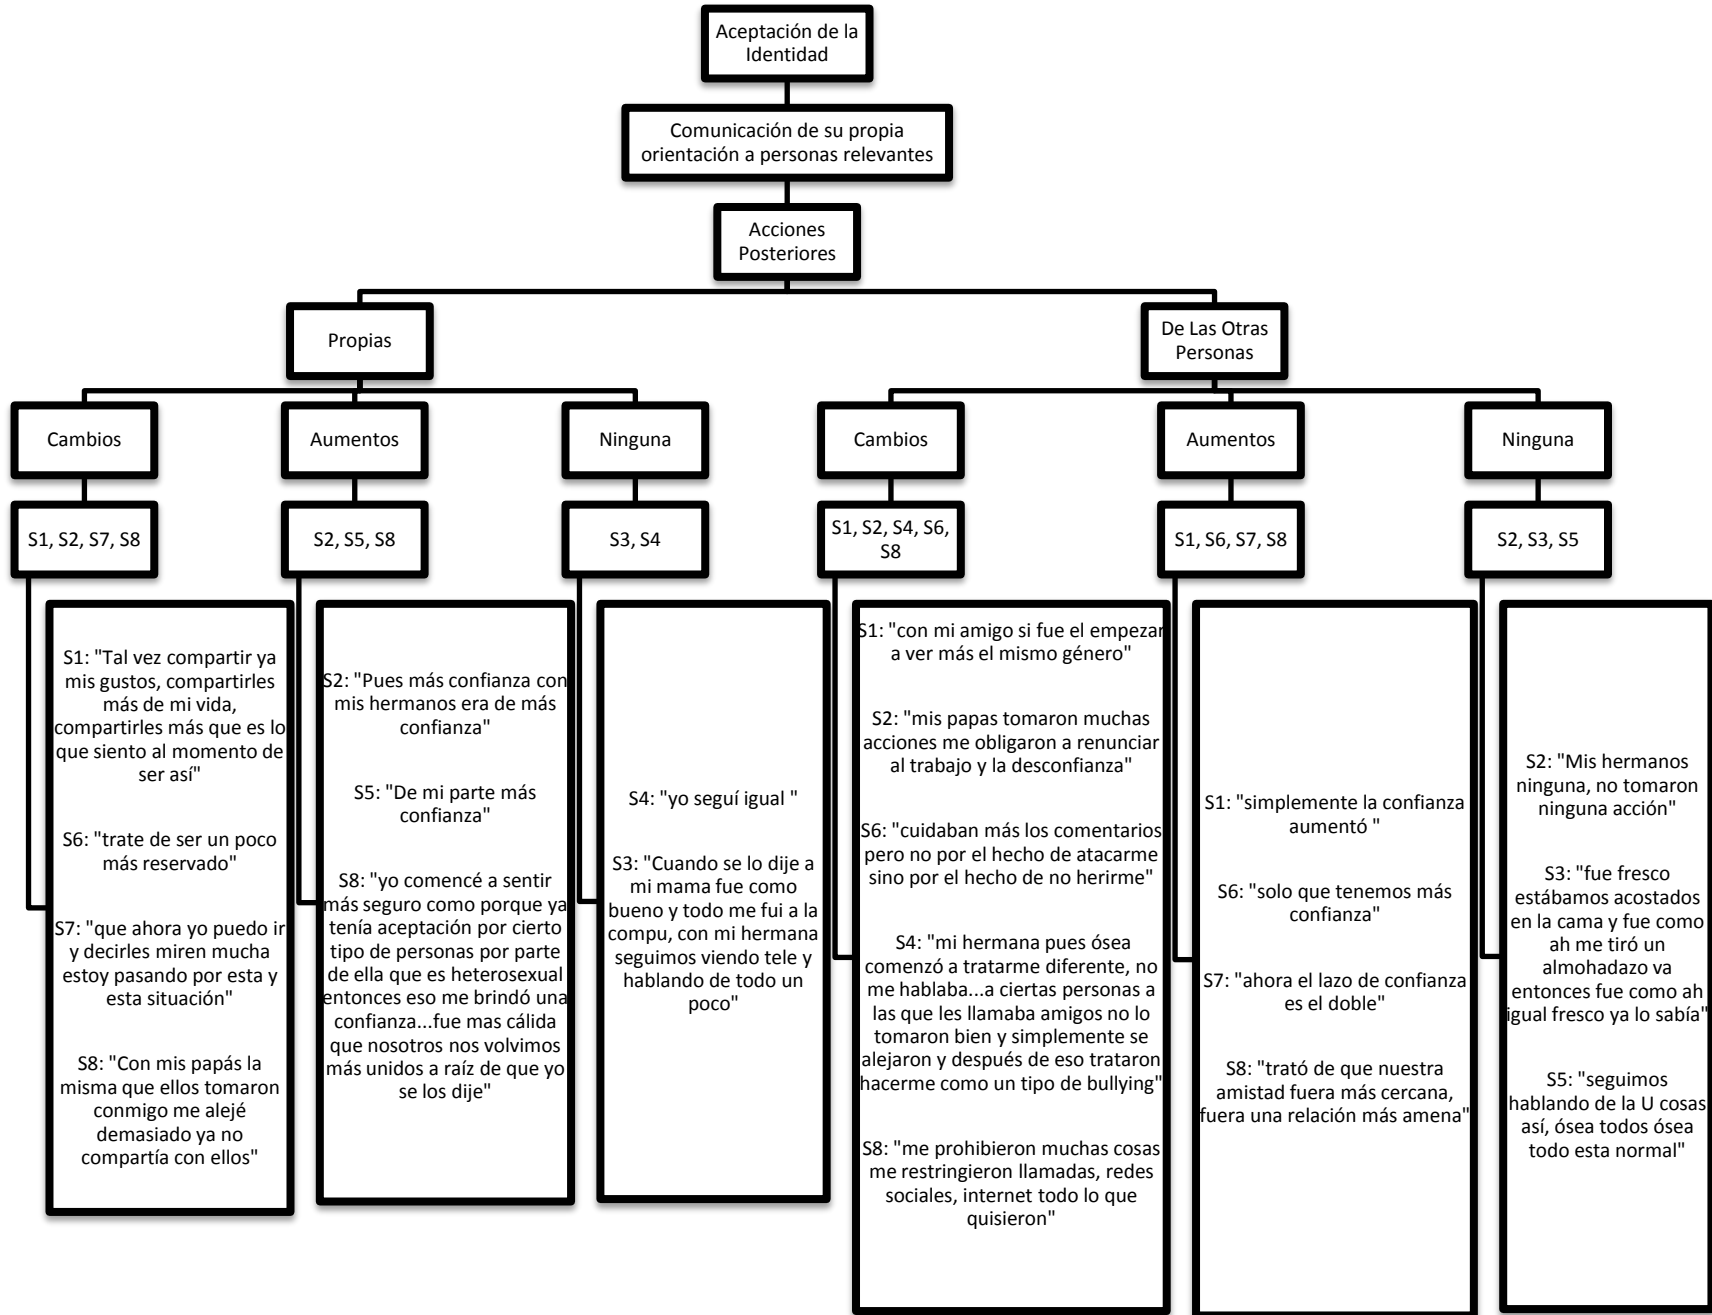 Aceptación de la
Identidad
Comunicación de su propia
orientación a personas relevantes
Acciones
Posteriores
Propias
De Las Otras
Personas
Cambios
Aumentos
Ninguna
Cambios
Aumentos
Ninguna
S1, S2, S7, S8
S2, S5, S8
S3, S4
S1, S2, S4, S6,
S8
S1, S6, S7, S8
S2, S3, S5
S1: "Tal vez compartir ya
mis gustos, compartirles
más de mi vida,
compartirles más que es lo
que siento al momento de
ser así"
S6: "trate de ser un poco
más reservado"
S7: "que ahora yo puedo ir
y decirles miren mucha
estoy pasando por esta y
esta situación"
S8: "Con mis papás la
misma que ellos tomaron
conmigo me alejé
demasiado ya no
compartía con ellos"
S2: "Pues más confianza con
mis hermanos era de más
confianza"
S5: "De mi parte más
confianza"
S8: "yo comencé a sentir
más seguro como porque ya
tenía aceptación por cierto
tipo de personas por parte
de ella que es heterosexual
entonces eso me brindó una
confianza...fue mas cálida
que nosotros nos volvimos
más unidos a raíz de que yo
se los dije"
S4: "yo seguí igual "
S3: "Cuando se lo dije a
mi mama fue como
bueno y todo me fui a la
compu, con mi hermana
seguimos viendo tele y
hablando de todo un
poco"
S1: "con mi amigo si fue el empezar
a ver más el mismo género"
S2: "mis papas tomaron muchas
acciones me obligaron a renunciar
al trabajo y la desconfianza"
S6: "cuidaban más los comentarios
pero no por el hecho de atacarme
sino por el hecho de no herirme"
S4: "mi hermana pues ósea
comenzó a tratarme diferente, no
me hablaba...a ciertas personas a
las que les llamaba amigos no lo
tomaron bien y simplemente se
alejaron y después de eso trataron
hacerme como un tipo de bullying"
S8: "me prohibieron muchas cosas
me restringieron llamadas, redes
sociales, internet todo lo que
quisieron"
S1: "simplemente la confianza
aumentó "
S6: "solo que tenemos más
confianza"
S7: "ahora el lazo de confianza
es el doble"
S8: "trató de que nuestra
amistad fuera más cercana,
fuera una relación más amena"
S2: "Mis hermanos
ninguna, no tomaron
ninguna acción"
S3: "fue fresco
estábamos acostados
en la cama y fue como
ah me tiró un
almohadazo va
entonces fue como ah
igual fresco ya lo sabía"
S5: "seguimos
hablando de la U cosas
así, ósea todos ósea
todo esta normal"